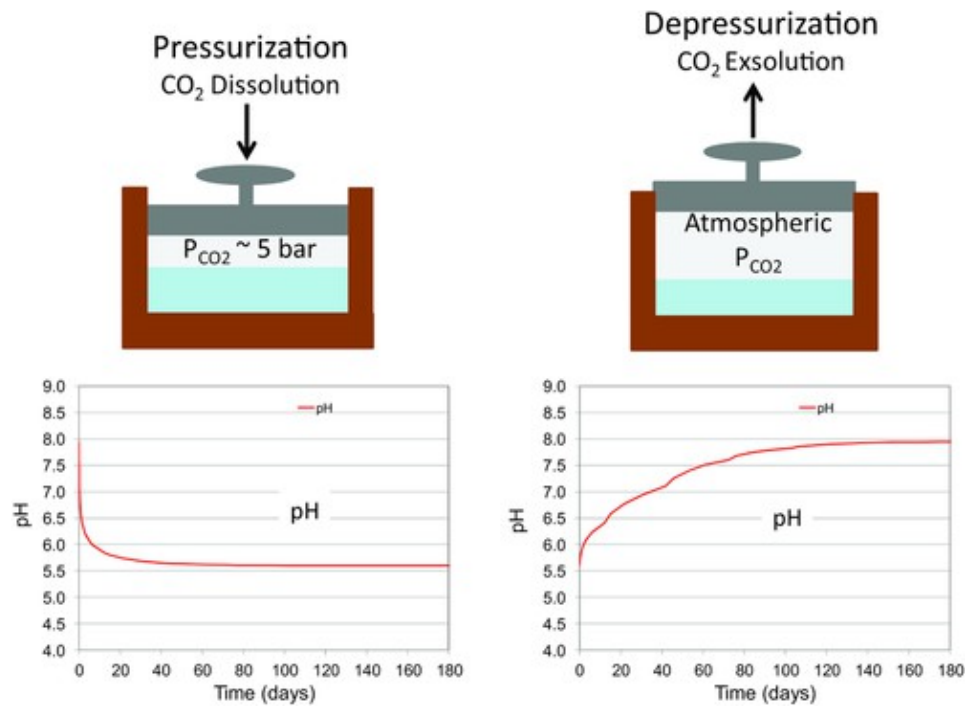 Pressurization
CO₂ Dissolution
P_CO2 ~ 5 bar
Depressurization
CO₂ Exsolution
Atmospheric
P_CO2
9.0
8.5
8.0
7.5
7.0
6.5
6.0
5.5
5.0
4.5
4.0
pH
pH
pH
0 20 40 60 80 100 120 140 160 180
Time (days)
9.0
8.5
8.0
7.5
7.0
6.5
6.0
5.5
5.0
4.5
4.0
pH
pH
pH
0 20 40 60 80 100 120 140 160 180
Time (days)